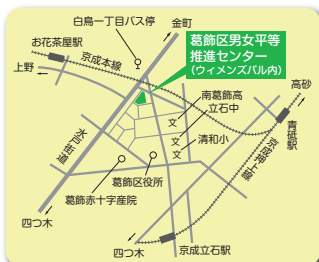 白鳥一丁目バス停
金町
お花茶屋駅
京成本線
上野
葛飾区男女平等
推進センター
(ウィメンズパル内)
高砂
南葛飾高
立石中
文
文
文
清和小
青砥駅
水戸街道
京成押上線
葛飾区役所
葛飾赤十字産院
四つ木
四つ木
京成立石駅